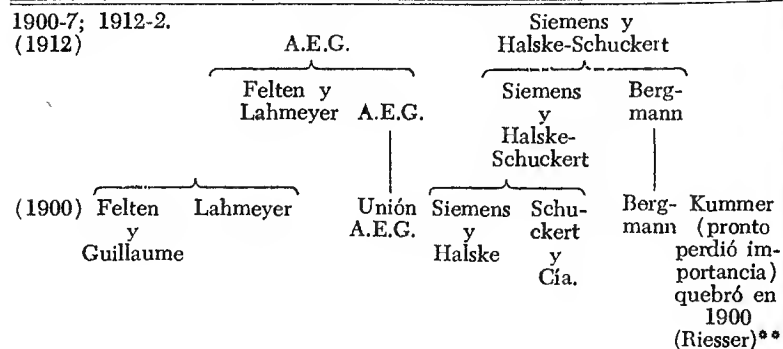 1900-7; 1912-2. Siemens y
(1912) A.E.G. Halske-Schuckert
Felten y Siemens Berg-
Lahmeyer A.E.G. y mann
Halske-
Schuckert
(1900) Felten Lahmeyer Unión Siemens Schu- Berg- Kummer
y A.E.G. y ckert mann (pronto
Guillaume Halske y perdió im-
Cía. portancia)
quebró en
1900
(Riesser)**